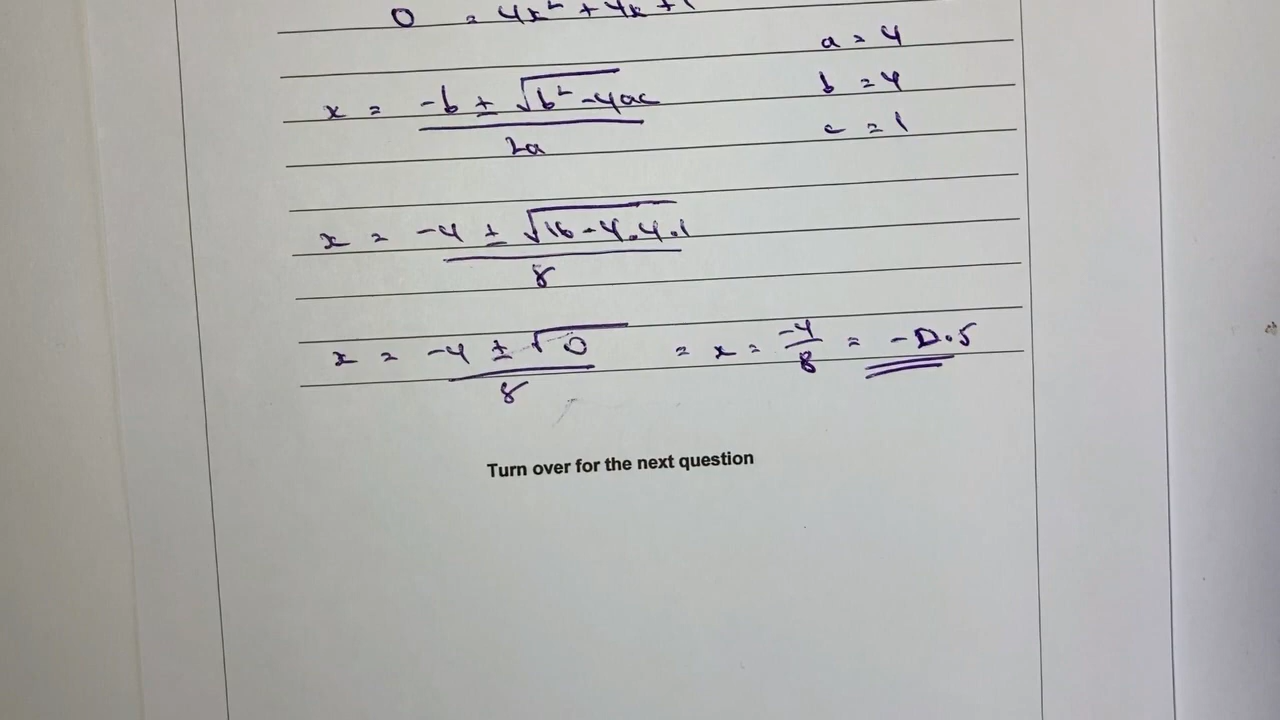 0 = 4x² + 4x + 1
a = 4
x = -b ± √b² - 4ac
b = 4
2a
c = 1
x = -4 ± √16 - 4.4.1
8
x = -4 ± √0 = x = -4/8 = -0.5
8
Turn over for the next question